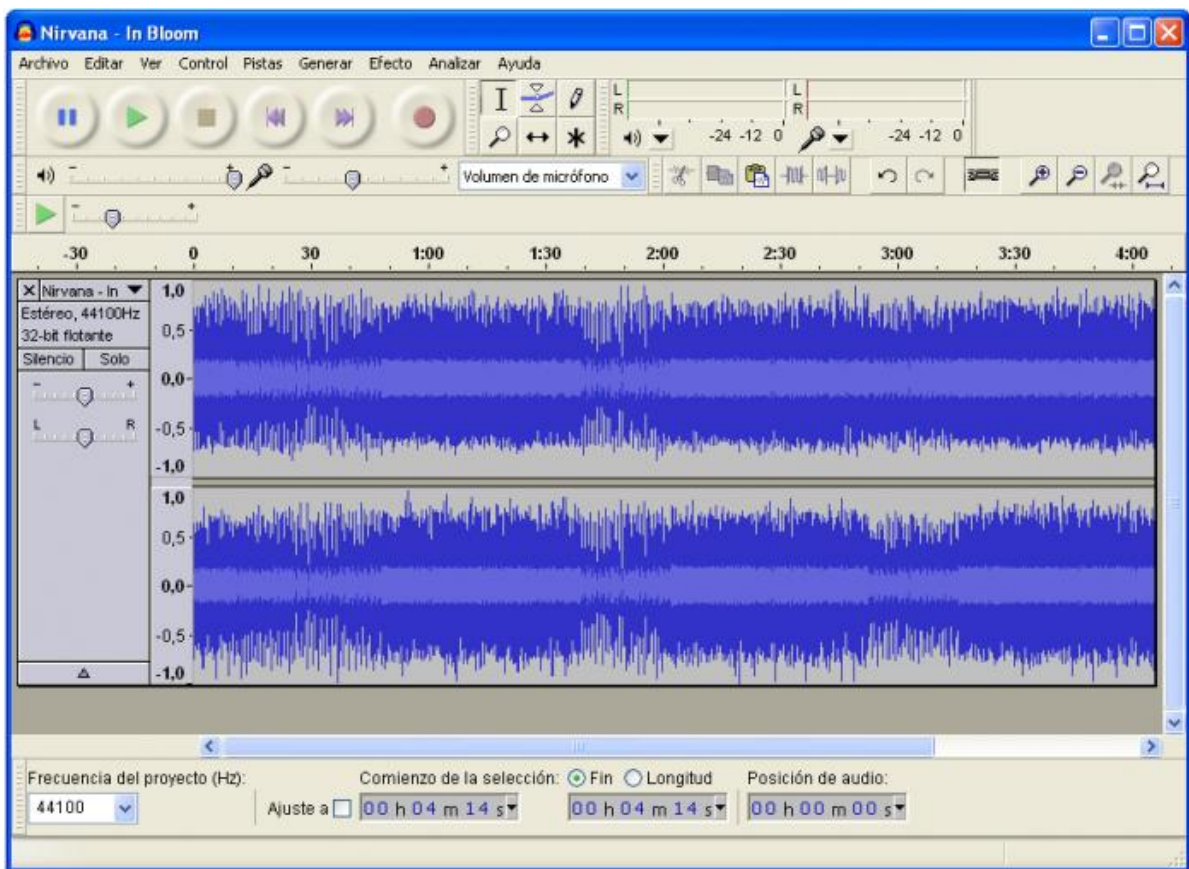 Nirvana - In Bloom
Archivo Editar Ver Control Pistas Generar Efecto Analizar Ayuda
L
R
-24 -12 0
L
R
-24 -12 0
- +
- +
Volumen de micrófono
- +
-30 0 30 1:00 1:30 2:00 2:30 3:00 3:30 4:00
Nirvana - In
Estéreo, 44100Hz
32-bit flotante
Silencio Solo
- +
L R
1,0
0,5
0,0
-0,5
-1,0
1,0
0,5
0,0
-0,5
-1,0
Frecuencia del proyecto (Hz):
44100
Ajuste a
Comienzo de la selección: Fin Longitud
00 h 04 m 14 s 00 h 04 m 14 s
Posición de audio:
00 h 00 m 00 s